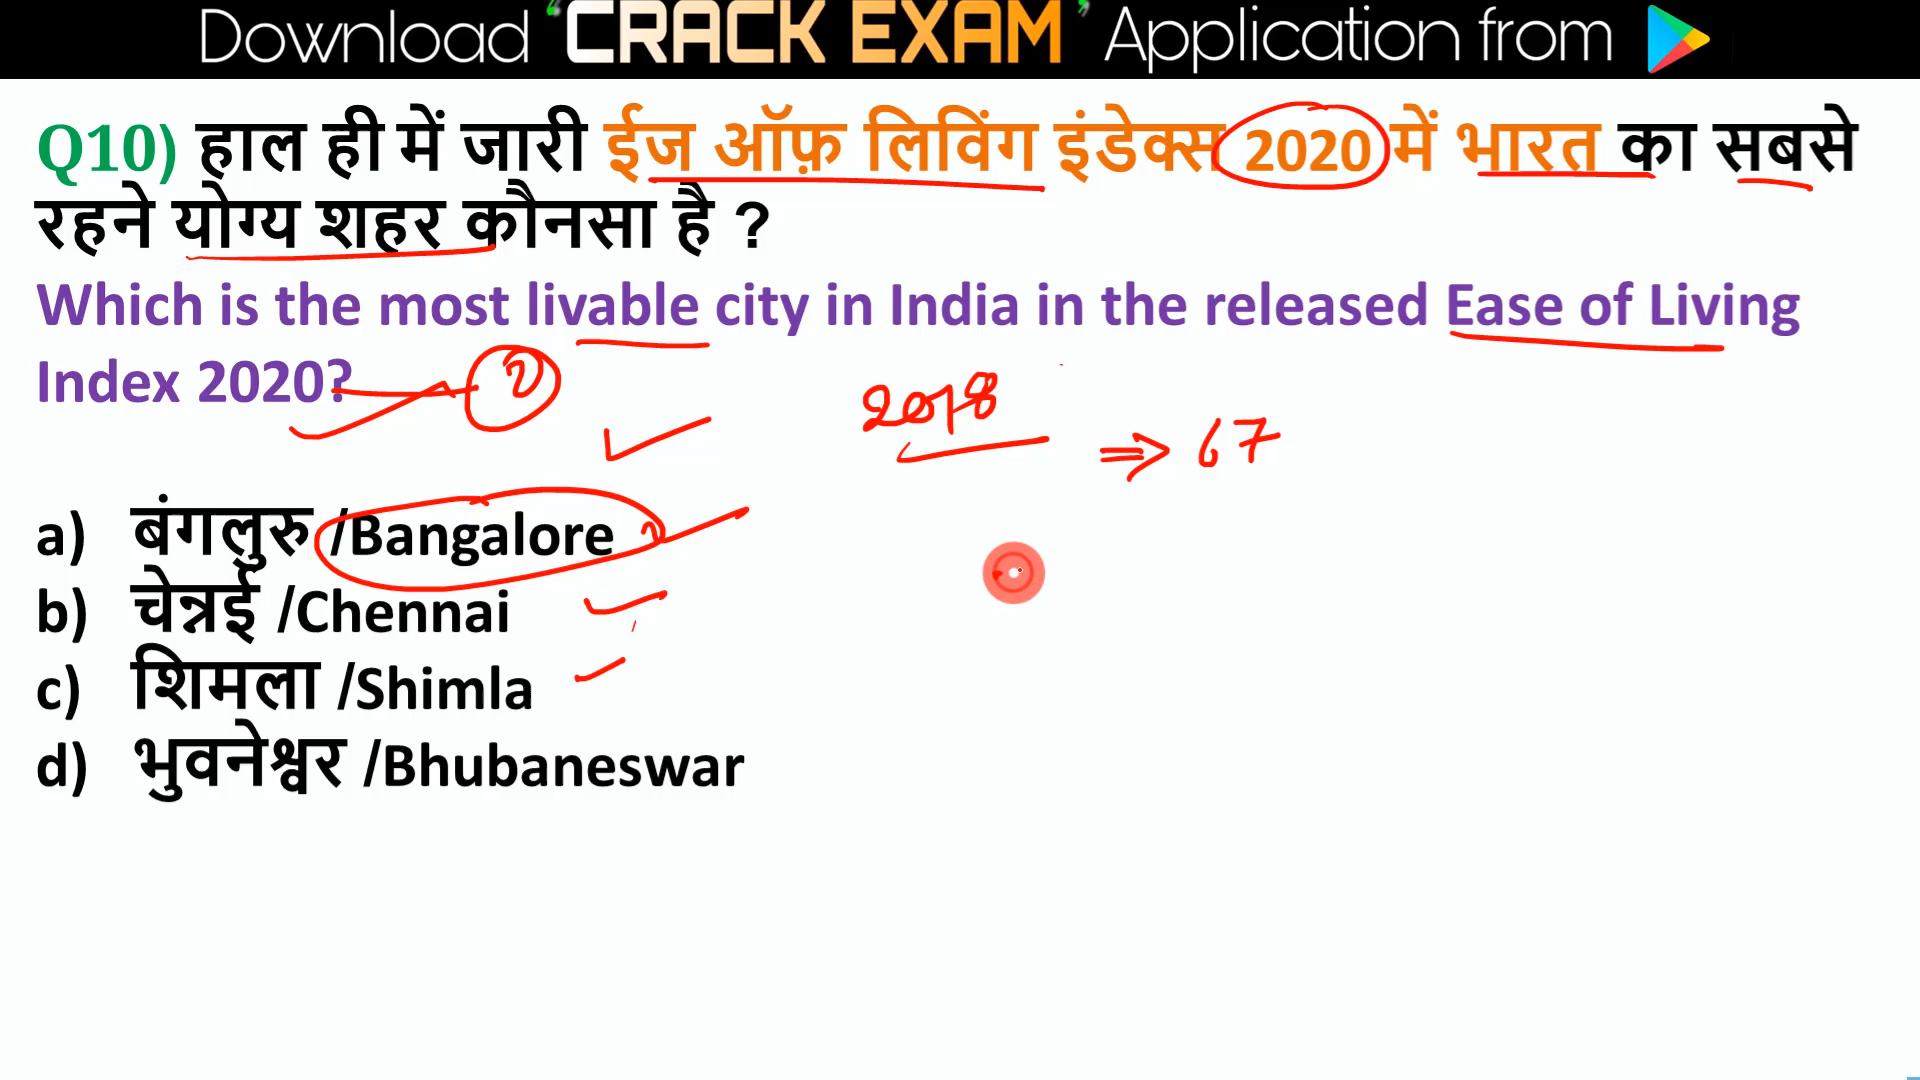 Download 'CRACK EXAM' Application from
Q10) हाल ही में जारी ईज ऑफ़ लिविंग इंडेक्स 2020 में भारत का सबसे
रहने योग्य शहर कौनसा है ?
Which is the most livable city in India in the released Ease of Living
Index 2020?
2018
⇒ 67
a) बंगलुरु /Bangalore
b) चेन्नई /Chennai
c) शिमला /Shimla
d) भुवनेश्वर /Bhubaneswar